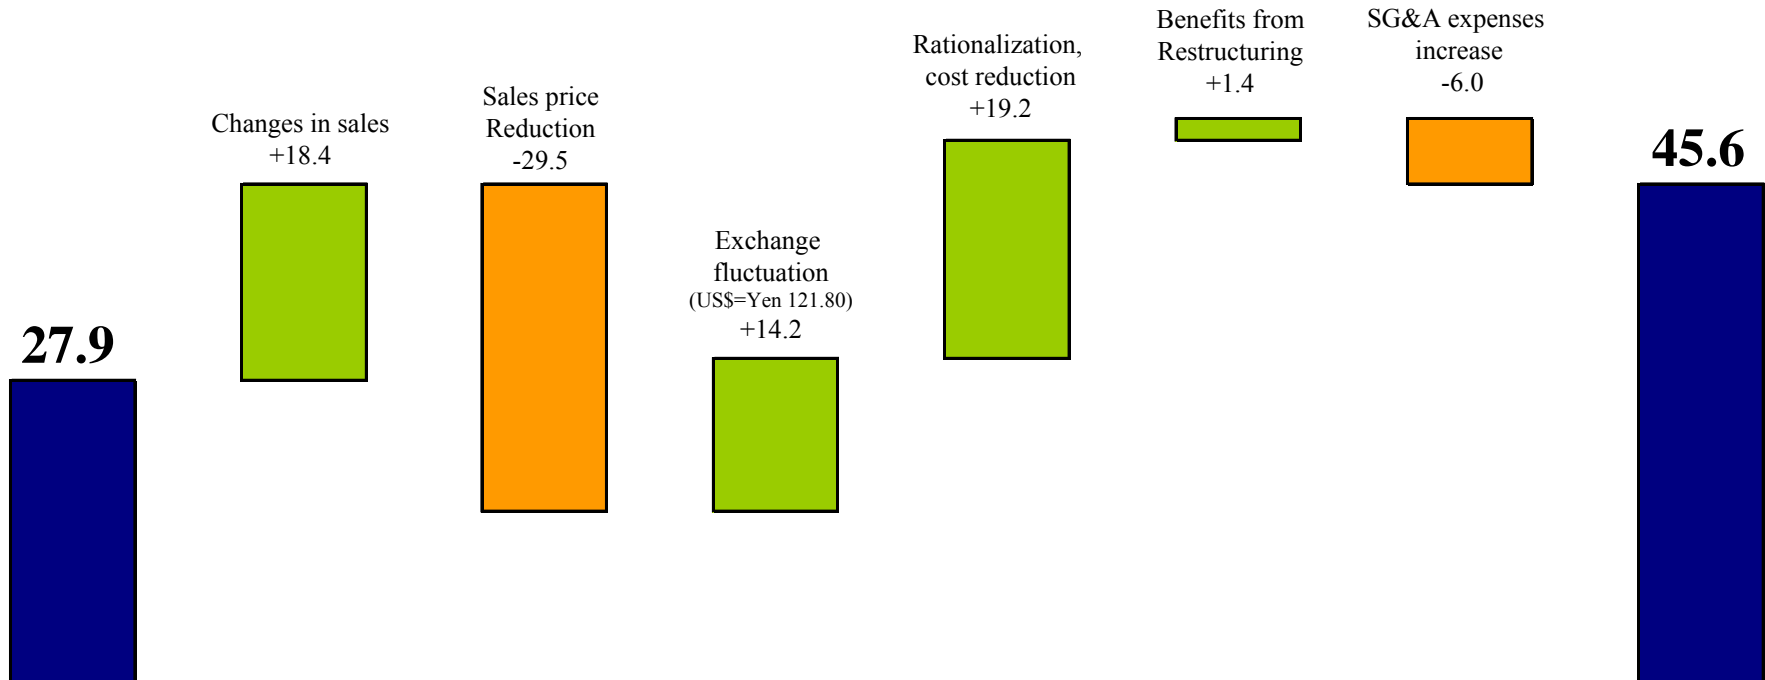 27.9
Changes in sales
+18.4
Sales price
Reduction
-29.5
Exchange
fluctuation
(US$=Yen 121.80)
+14.2
Rationalization,
cost reduction
+19.2
Benefits from
Restructuring
+1.4
SG&A expenses
increase
-6.0
45.6